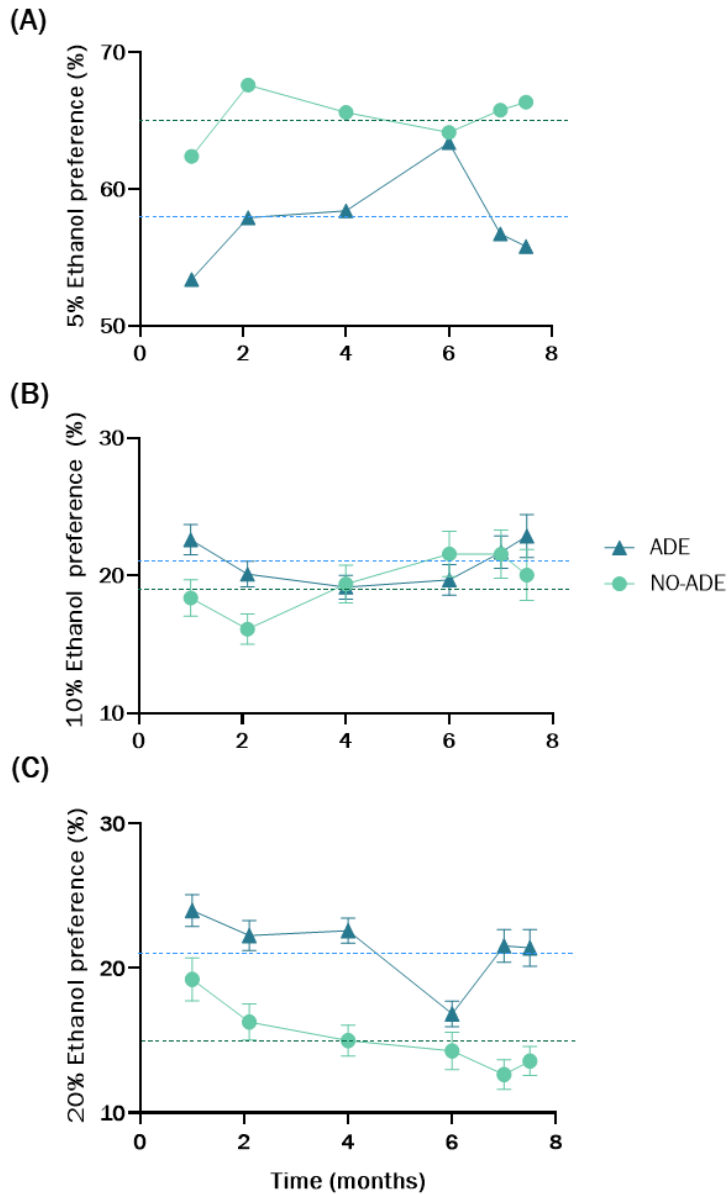 (A)
5% Ethanol preference (%)
70
60
50
0 2 4 6 8
(B)
10% Ethanol preference (%)
30
20
10
0 2 4 6 8
ADE
NO-ADE
(C)
20% Ethanol preference (%)
30
20
10
0 2 4 6 8
Time (months)